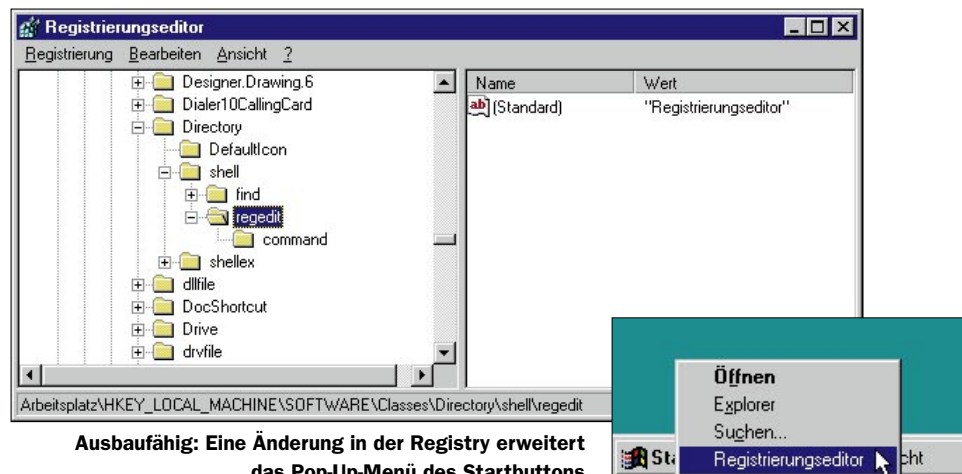 Registrierungseditor
Registrierung Bearbeiten Ansicht ?
Designer.Drawing.6
Dialer10CallingCard
Directory
DefaultIcon
shell
find
regedit
command
shellex
dllfile
DocShortcut
Drive
drvfile
Name Wert
ab (Standard) "Registrierungseditor"
Arbeitsplatz\HKEY_LOCAL_MACHINE\SOFTWARE\Classes\Directory\shell\regedit
Öffnen
Explorer
Suchen...
Registrierungseditor
Ausbaufähig: Eine Änderung in der Registry erweitert
das Pop-Up-Menü des Startbuttons